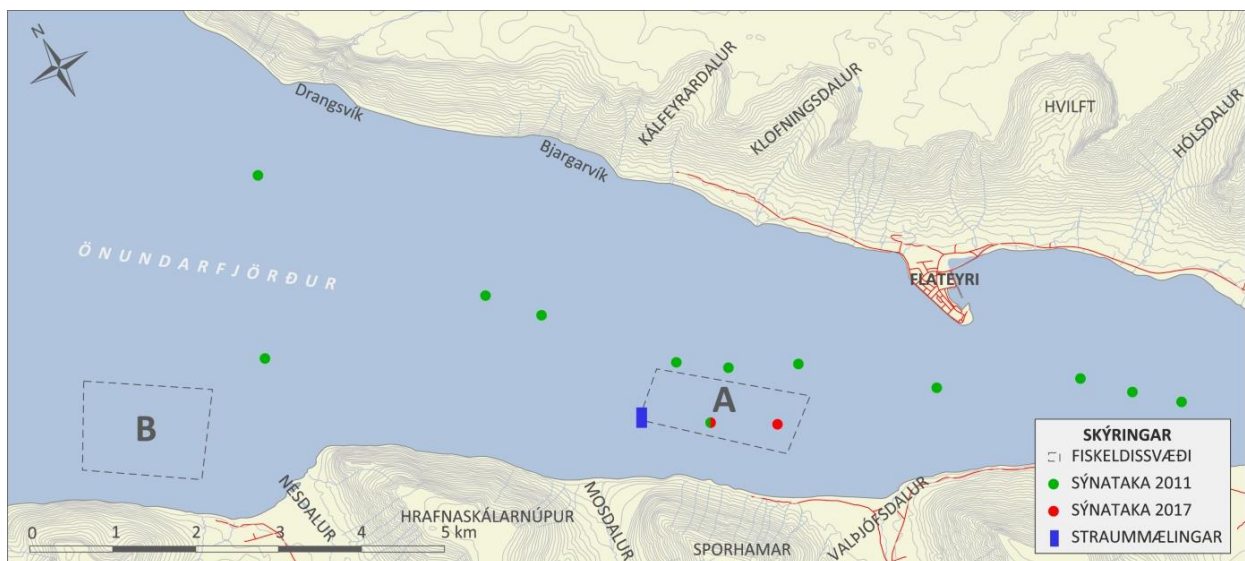 N
Drangsvík
Bjargarvík
KÁLFEYRARDALUR
KLOFNINGSDALUR
HVILFT
HÓLSDALUR
ÖNUNDARFJÖRÐUR
FLATEYRI
A
B
NESDALUR
HRAFNASKÁLARNÚPUR
MOSDALUR
SPORHAMAR
VALÞJÓFSDALUR
0 1 2 3 4 5 km
SKÝRINGAR
FISKELDISSVÆÐI
SÝNATAKA 2011
SÝNATAKA 2017
STRAUMMÆLINGAR